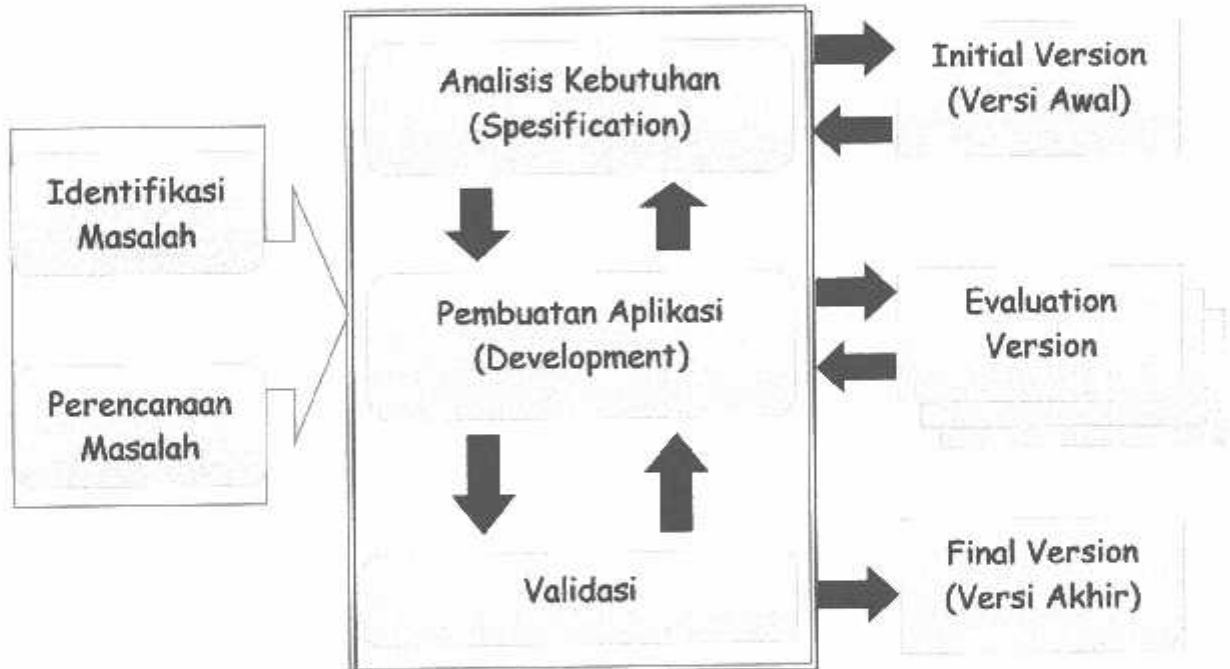 Identifikasi
Masalah
Perencanaan
Masalah
Analisis Kebutuhan
(Spesification)
Pembuatan Aplikasi
(Development)
Validasi
Initial Version
(Versi Awal)
Evaluation
Version
Final Version
(Versi Akhir)